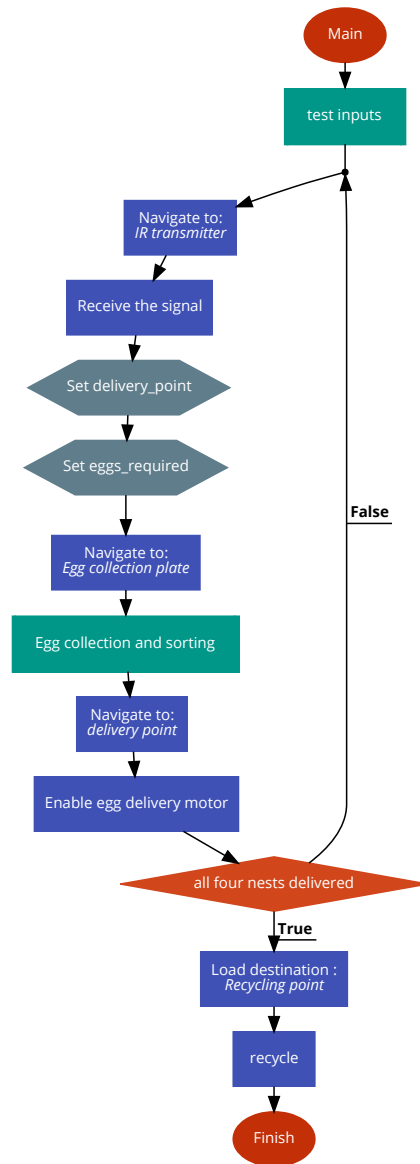 Main
test inputs
Navigate to:
IR transmitter
Receive the signal
Set delivery_point
Set eggs_required
False
Navigate to:
Egg collection plate
Egg collection and sorting
Navigate to:
delivery point
Enable egg delivery motor
all four nests delivered
True
Load destination :
Recycling point
recycle
Finish